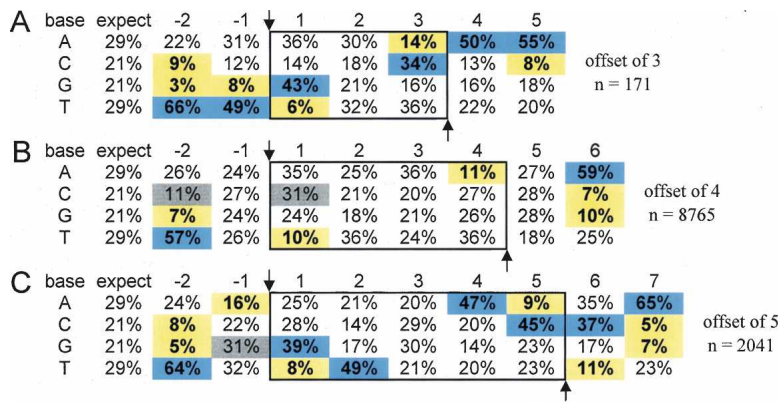 A base expect -2 -1 1 2 3 4 5
A 29% 22% 31% 36% 30% 14% 50% 55%
C 21% 9% 12% 14% 18% 34% 13% 8% offset of 3
G 21% 3% 8% 43% 21% 16% 16% 18% n = 171
T 29% 66% 49% 6% 32% 36% 22% 20%
B base expect -2 -1 1 2 3 4 5 6
A 29% 26% 24% 35% 25% 36% 11% 27% 59%
C 21% 11% 27% 31% 21% 20% 27% 28% 7% offset of 4
G 21% 7% 24% 24% 18% 21% 26% 28% 10% n = 8765
T 29% 57% 26% 10% 36% 24% 36% 18% 25%
C base expect -2 -1 1 2 3 4 5 6 7
A 29% 24% 16% 25% 21% 20% 47% 9% 35% 65%
C 21% 8% 22% 28% 14% 29% 20% 45% 37% 5% offset of 5
G 21% 5% 31% 39% 17% 30% 14% 23% 17% 7% n = 2041
T 29% 64% 32% 8% 49% 21% 20% 23% 11% 23%